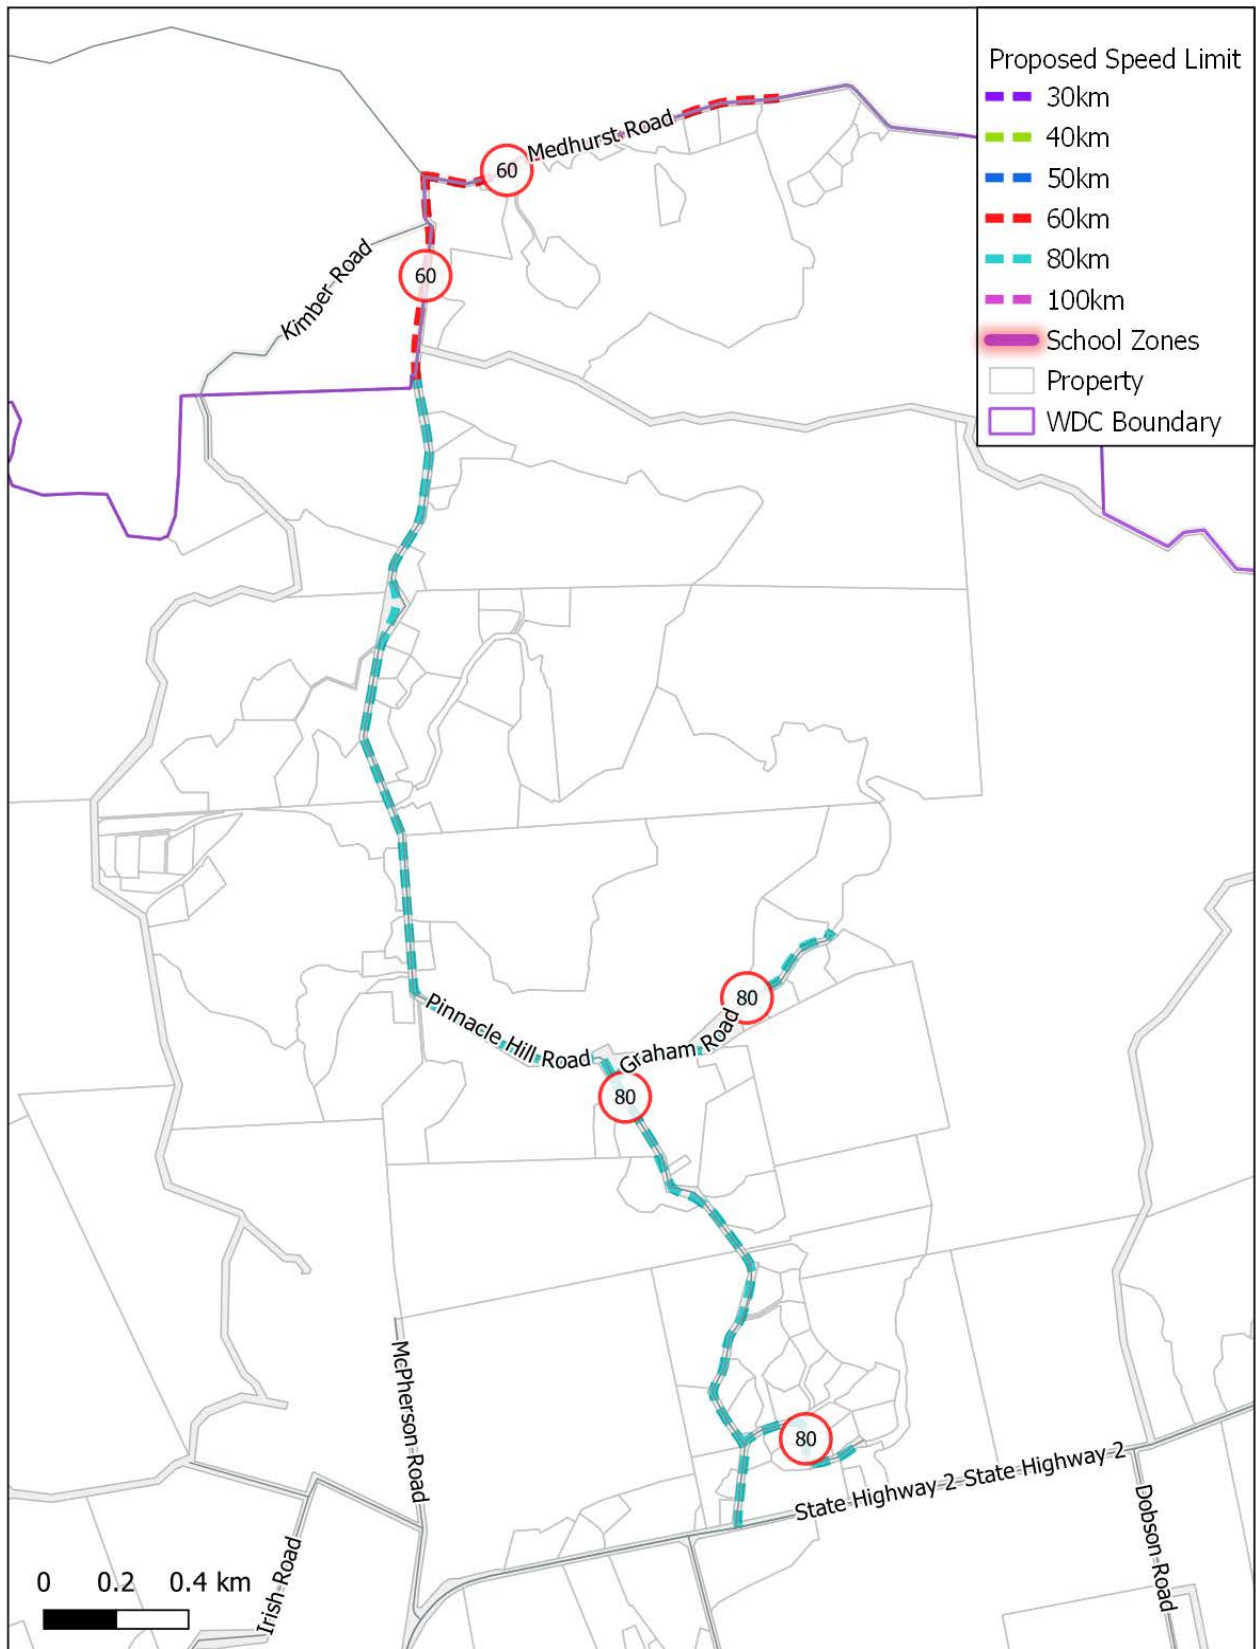 Proposed Speed Limit
30km
40km
50km
60km
80km
100km
School Zones
Property
WDC Boundary
Medhurst Road
60
60
Kimber Road
Pinnacle Hill Road
Graham Road
80
80
McPherson Road
80
State Highway 2 State Highway 2
Dobson Road
Irish Road
0 0.2 0.4 km